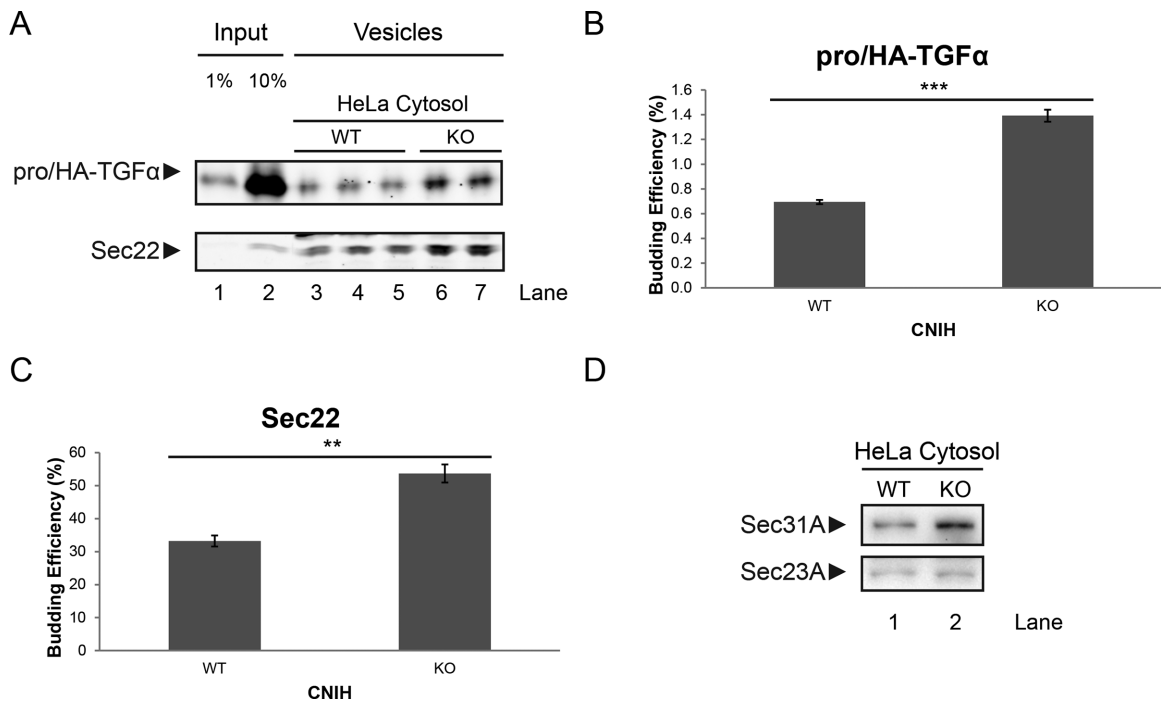 A
Input
Vesicles
1% 10%
HeLa Cytosol
WT KO
pro/HA-TGFα
Sec22
1 2 3 4 5 6 7 Lane
B
pro/HA-TGFα
***
Budding Efficiency (%)
1.6
1.4
1.2
1.0
0.8
0.6
0.4
0.2
0.0
WT KO
CNIH
C
Sec22
**
Budding Efficiency (%)
60
50
40
30
20
10
0
WT KO
CNIH
D
HeLa Cytosol
WT KO
Sec31A
Sec23A
1 2 Lane